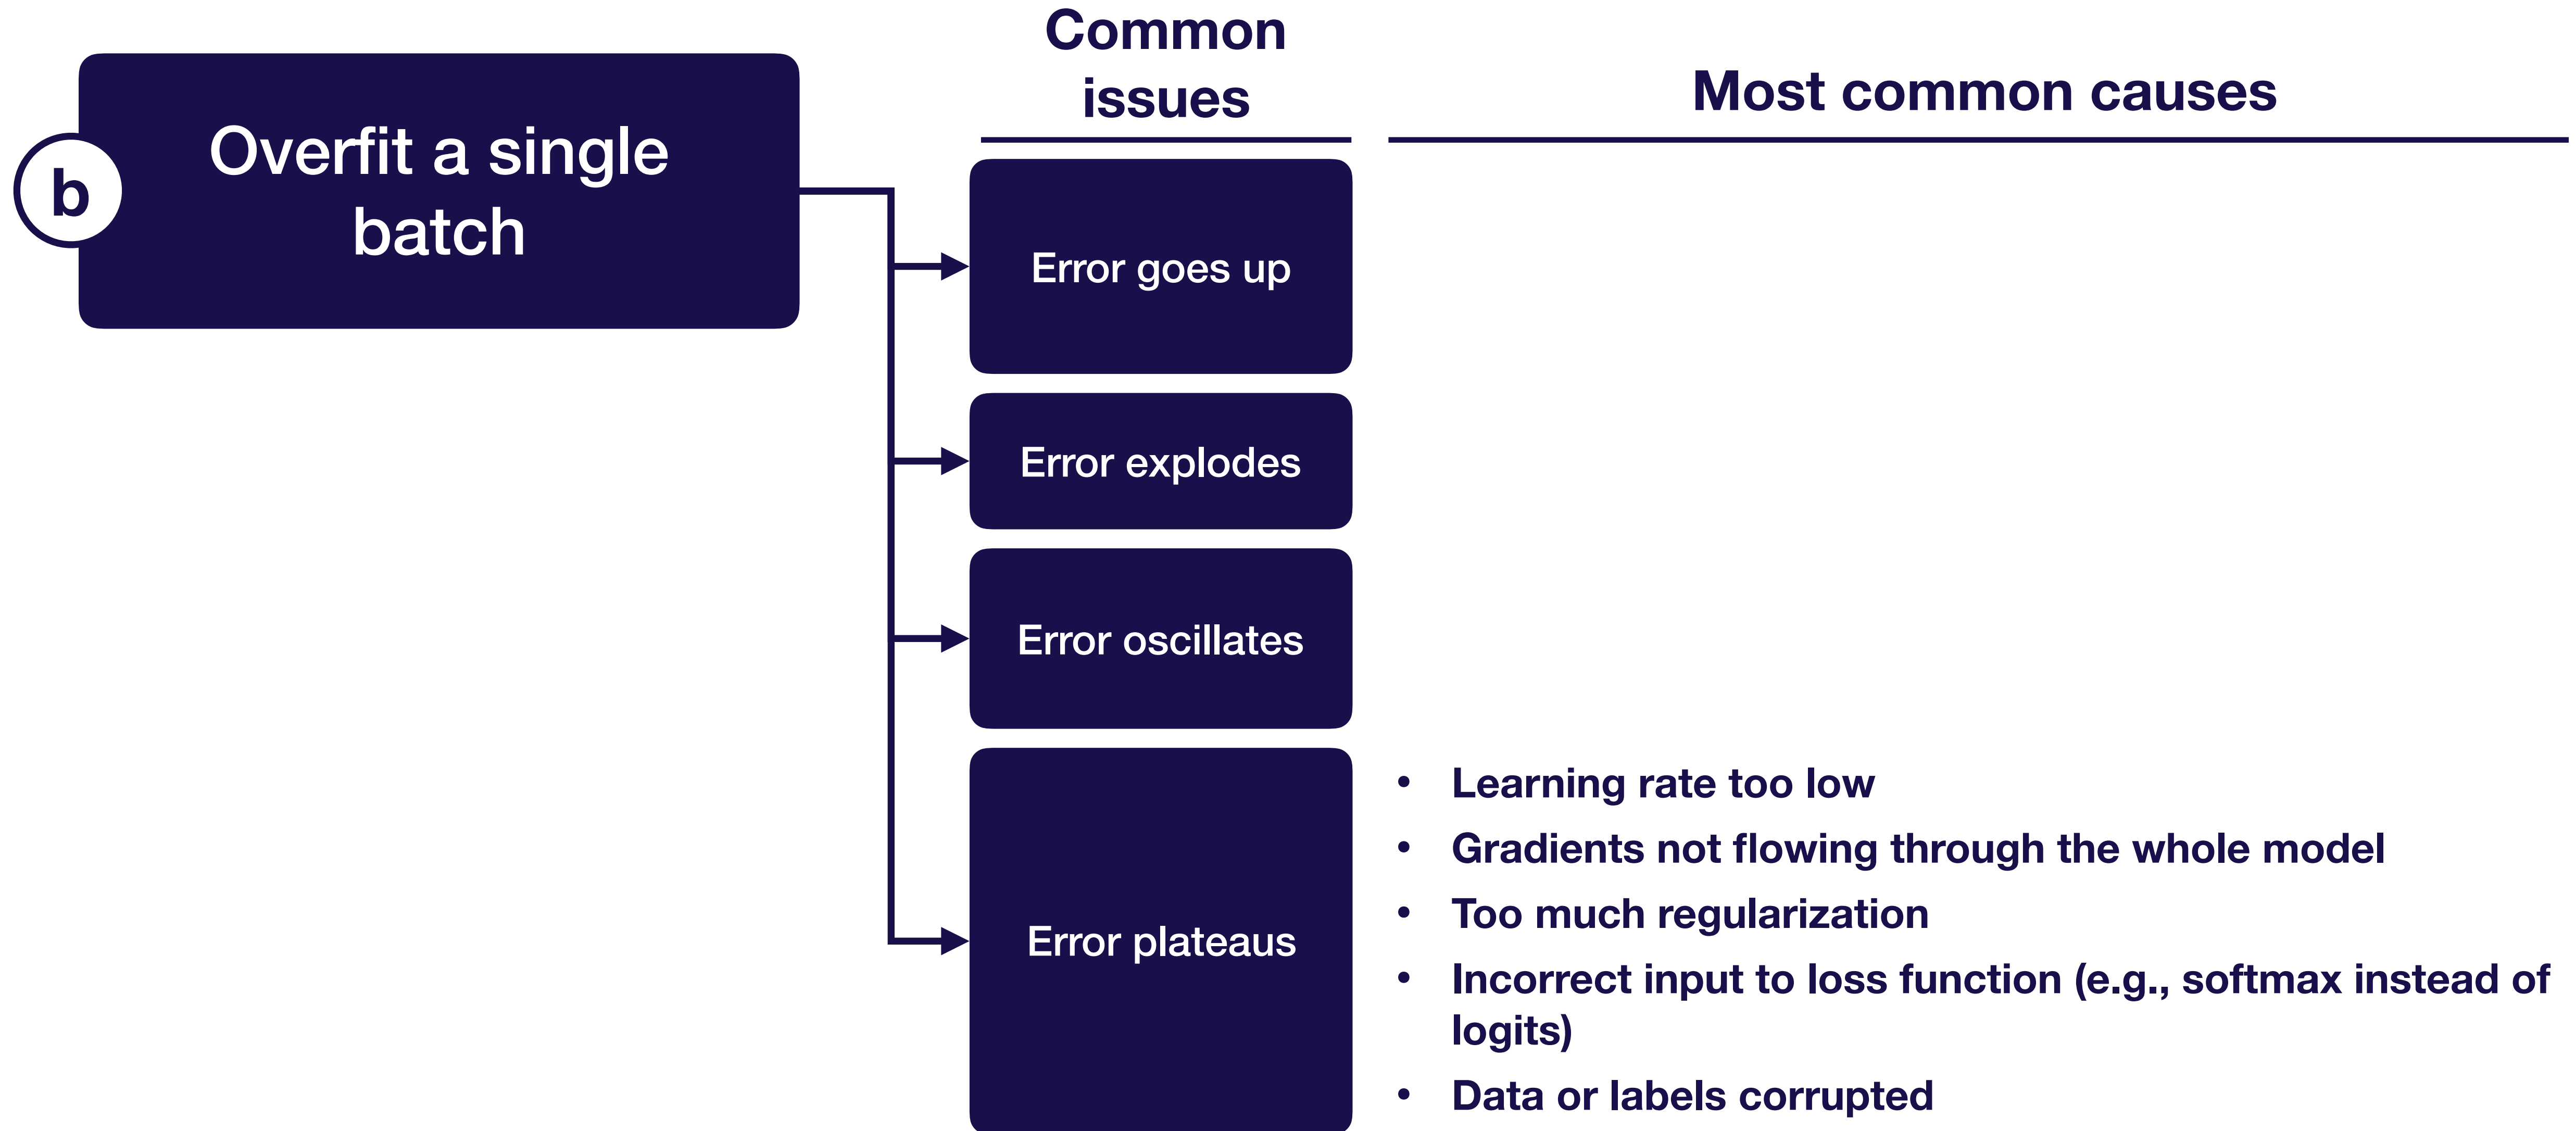 b
Overfit a single
batch
Common
issues
Most common causes
Error goes up
Error explodes
Error oscillates
Error plateaus
• Learning rate too low
• Gradients not flowing through the whole model
• Too much regularization
• Incorrect input to loss function (e.g., softmax instead of
logits)
• Data or labels corrupted